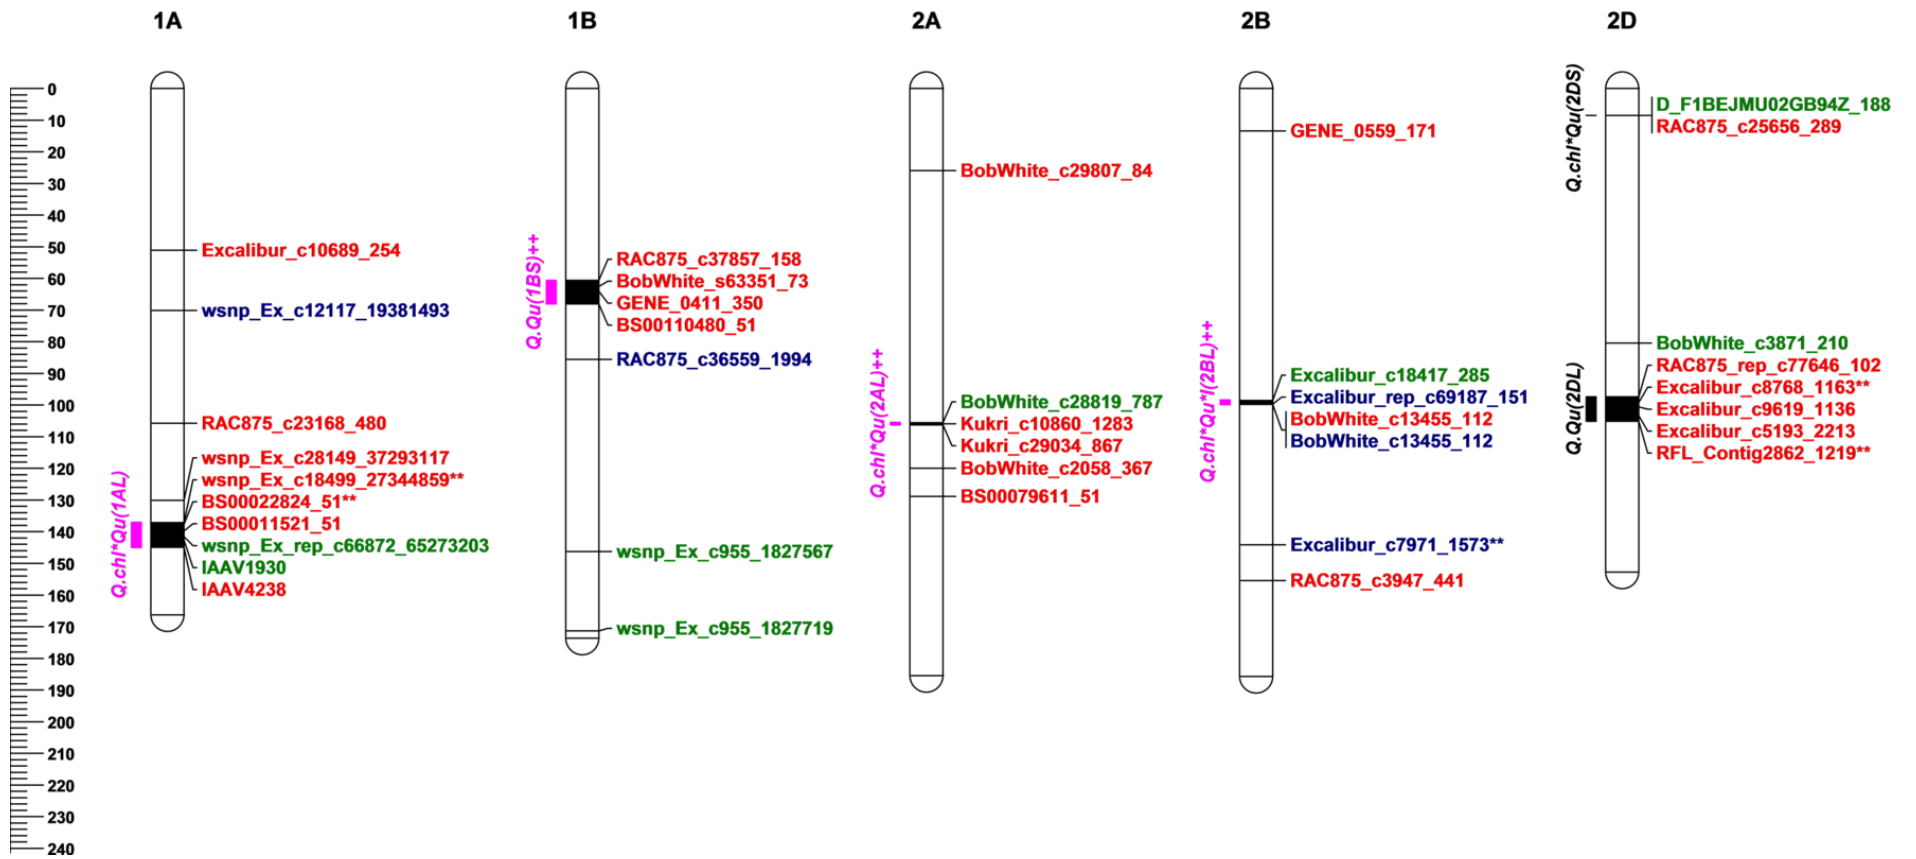 1A
1B
2A
2B
2D
0
10
20
30
40
50
60
70
80
90
100
110
120
130
140
150
160
170
180
190
200
210
220
230
240
Q.chl*Qu(1AL)
Excalibur_c10689_254
wsnp_Ex_c12117_19381493
RAC875_c23168_480
wsnp_Ex_c28149_37293117
wsnp_Ex_c18499_27344859**
BS00022824_51**
BS00011521_51
wsnp_Ex_rep_c66872_65273203
IAAV1930
IAAV4238
Q.Qu(1BS)++
RAC875_c37857_158
BobWhite_s63351_73
GENE_0411_350
BS00110480_51
RAC875_c36559_1994
wsnp_Ex_c955_1827567
wsnp_Ex_c955_1827719
Q.chl*Qu(2AL)++
BobWhite_c29807_84
BobWhite_c28819_787
Kukri_c10860_1283
Kukri_c29034_867
BobWhite_c2058_367
BS00079611_51
Q.chl*Qu*I(2BL)++
GENE_0559_171
Excalibur_c18417_285
Excalibur_rep_c69187_151
BobWhite_c13455_112
BobWhite_c13455_112
Excalibur_c7971_1573**
RAC875_c3947_441
Q.chl*Qu(2DS)
D_F1BEJMU02GB94Z_188
RAC875_c25656_289
Q.Qu(2DL)
BobWhite_c3871_210
RAC875_rep_c77646_102
Excalibur_c8768_1163**
Excalibur_c9619_1136
Excalibur_c5193_2213
RFL_Contig2862_1219**